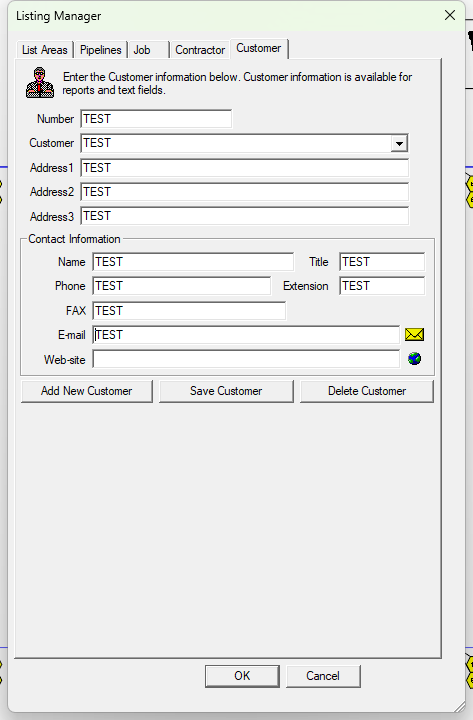 Listing Manager
List Areas Pipelines Job Contractor Customer
Enter the Customer information below. Customer information is available for
reports and text fields.
Number TEST
Customer TEST
Address1 TEST
Address2 TEST
Address3 TEST
Contact Information
Name TEST Title TEST
Phone TEST Extension TEST
FAX TEST
E-mail TEST
Web-site
Add New Customer Save Customer Delete Customer
OK Cancel